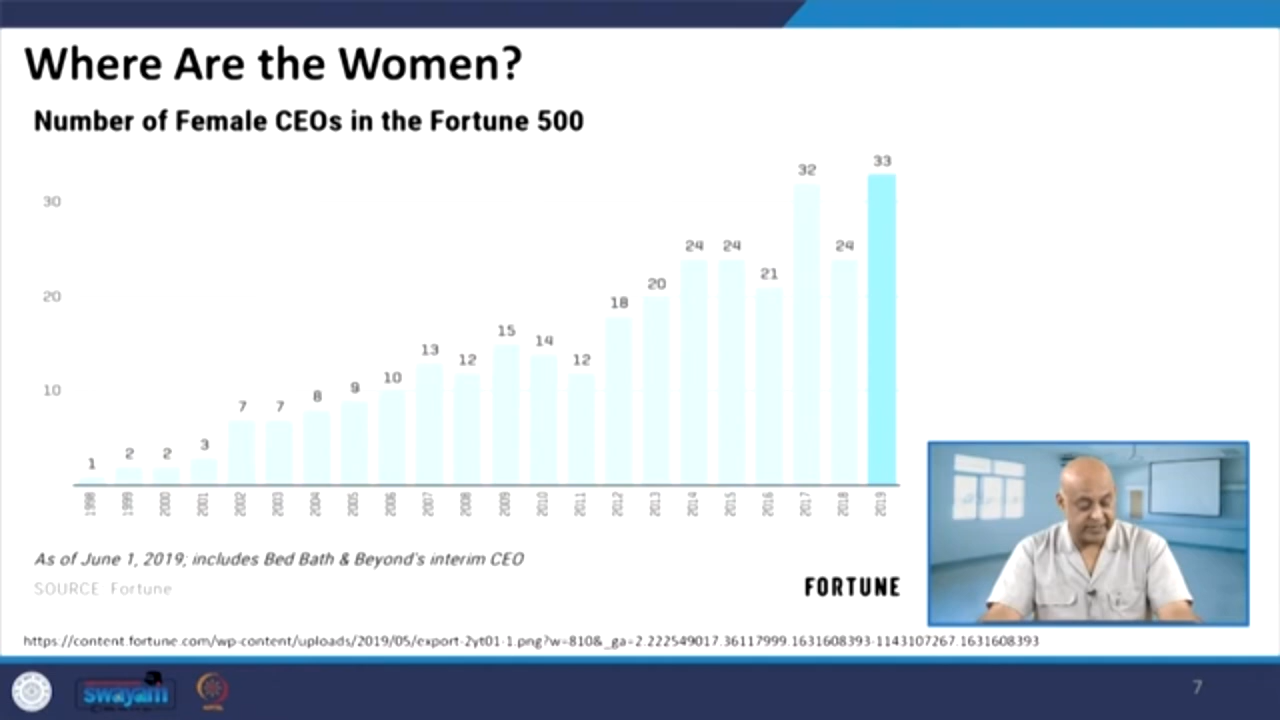 Where Are the Women?
Number of Female CEOs in the Fortune 500
30
20
10
1 2 2 3 7 7 8 9 10 13 12 15 14 12 18 20 24 24 21 32 24 33
1998 1999 2000 2001 2002 2003 2004 2005 2006 2007 2008 2009 2010 2011 2012 2013 2014 2015 2016 2017 2018 2019
As of June 1, 2019; includes Bed Bath & Beyond's interim CEO
SOURCE Fortune
FORTUNE
https://content.fortune.com/wp-content/uploads/2019/05/export-2yt01-1.png?w=810&_ga=2.222549017.36117999.1631608393-1143107267.1631608393
swayam
7